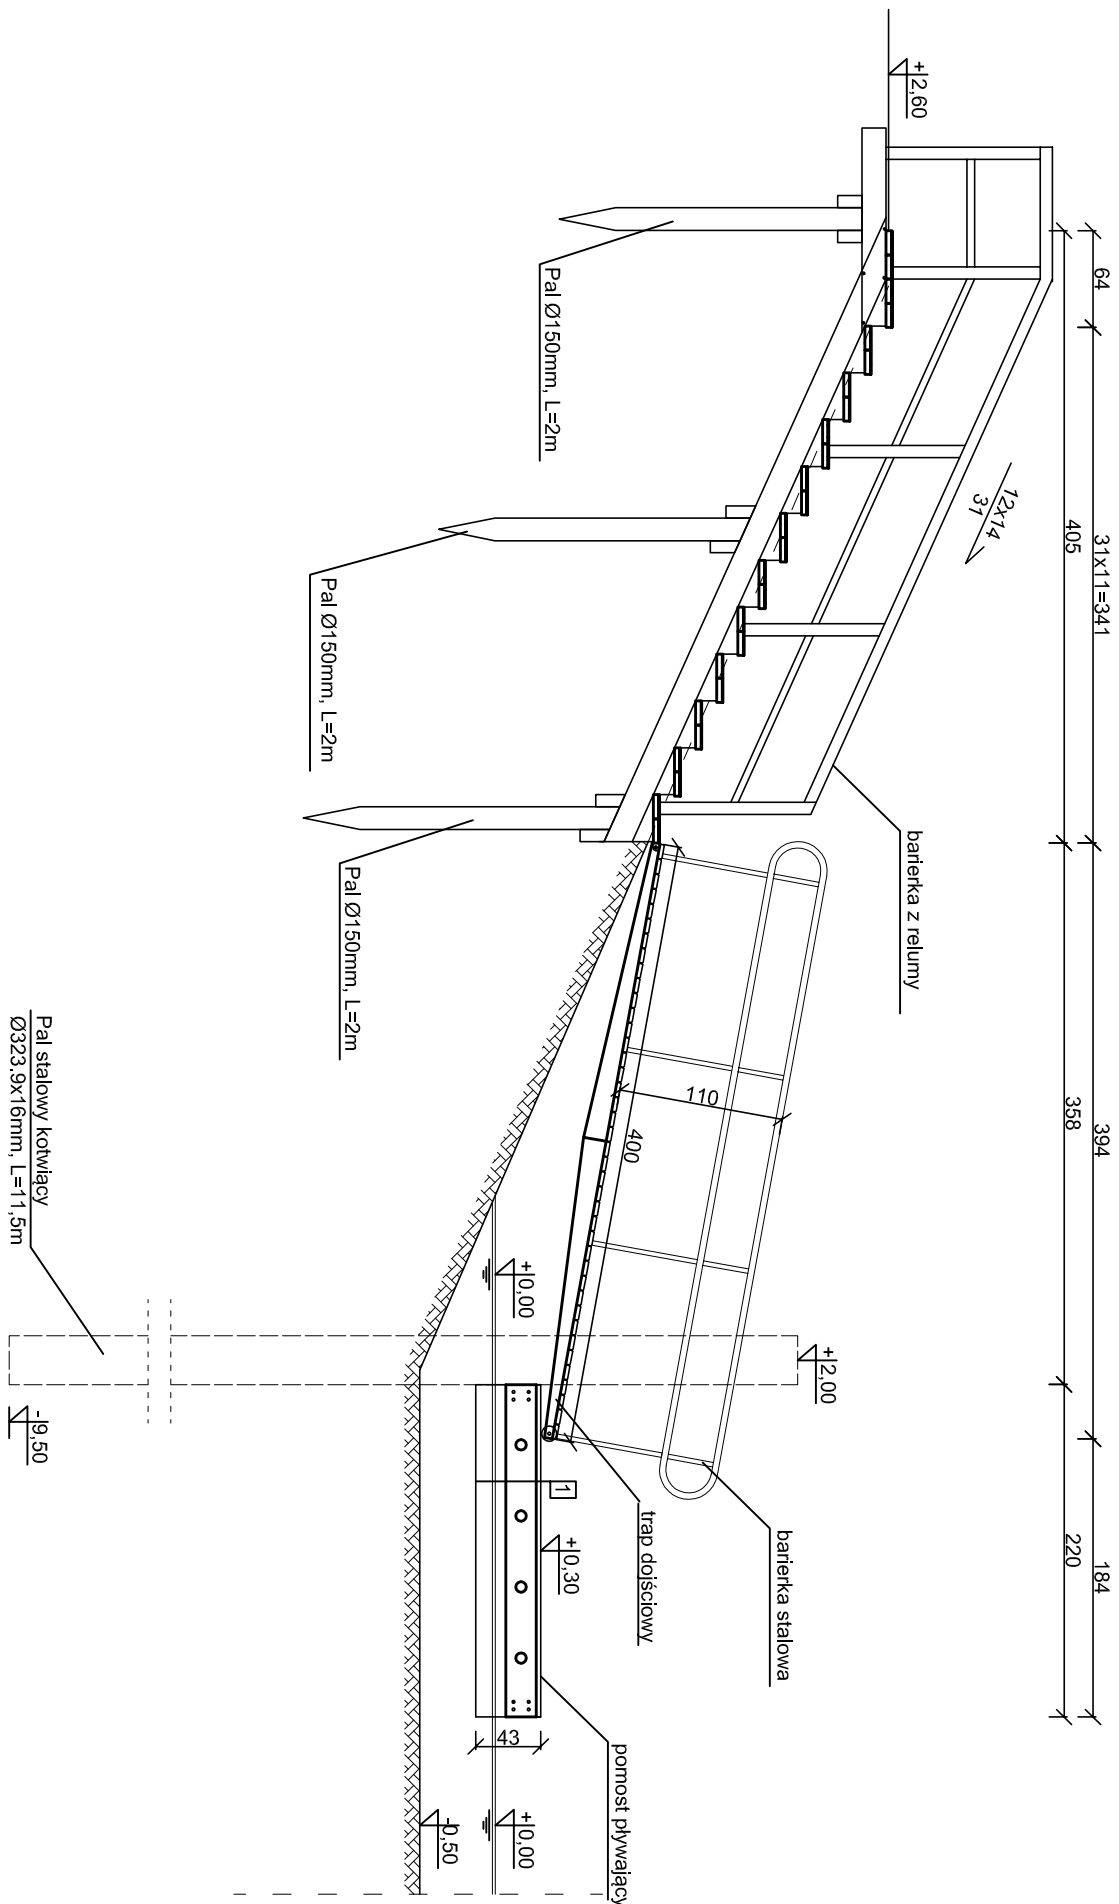 64
31x11=341
394
184
405
358
220
+2,60
12x14
31
barierka z relumy
Pal Ø150mm, L=2m
Pal Ø150mm, L=2m
Pal Ø150mm, L=2m
110
400
+2,00
+0,00
barierka stalowa
trap dojściowy
1
+0,30
pomost pływający
43
+0,00
-0,50
Pal stalowy kotwiący
Ø323.9x16mm, L=11,5m
-9,50